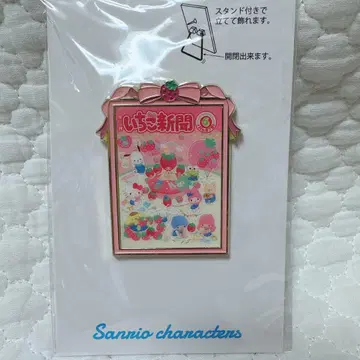 スタンド付きで
立てて飾れます。
開閉出来ます。
いちご新聞
Sanrio characters